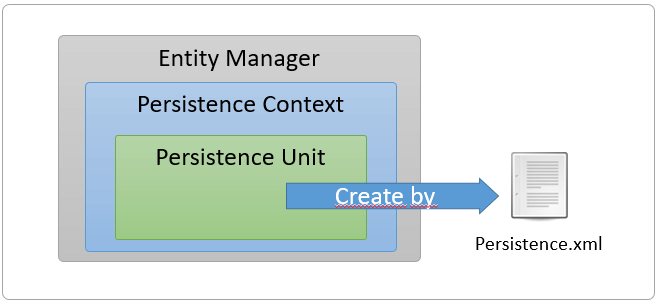 Entity Manager
Persistence Context
Persistence Unit
Create by
Persistence.xml